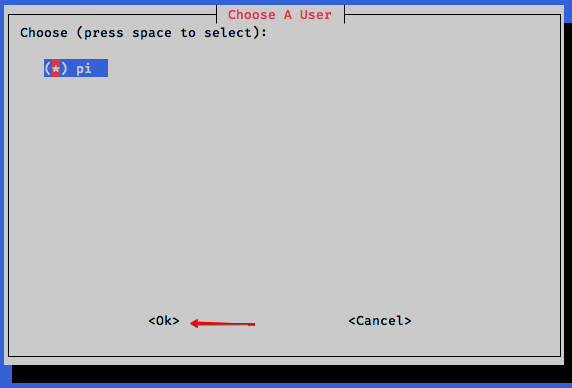 Choose A User
Choose (press space to select):
(*) pi
<Ok> <Cancel>